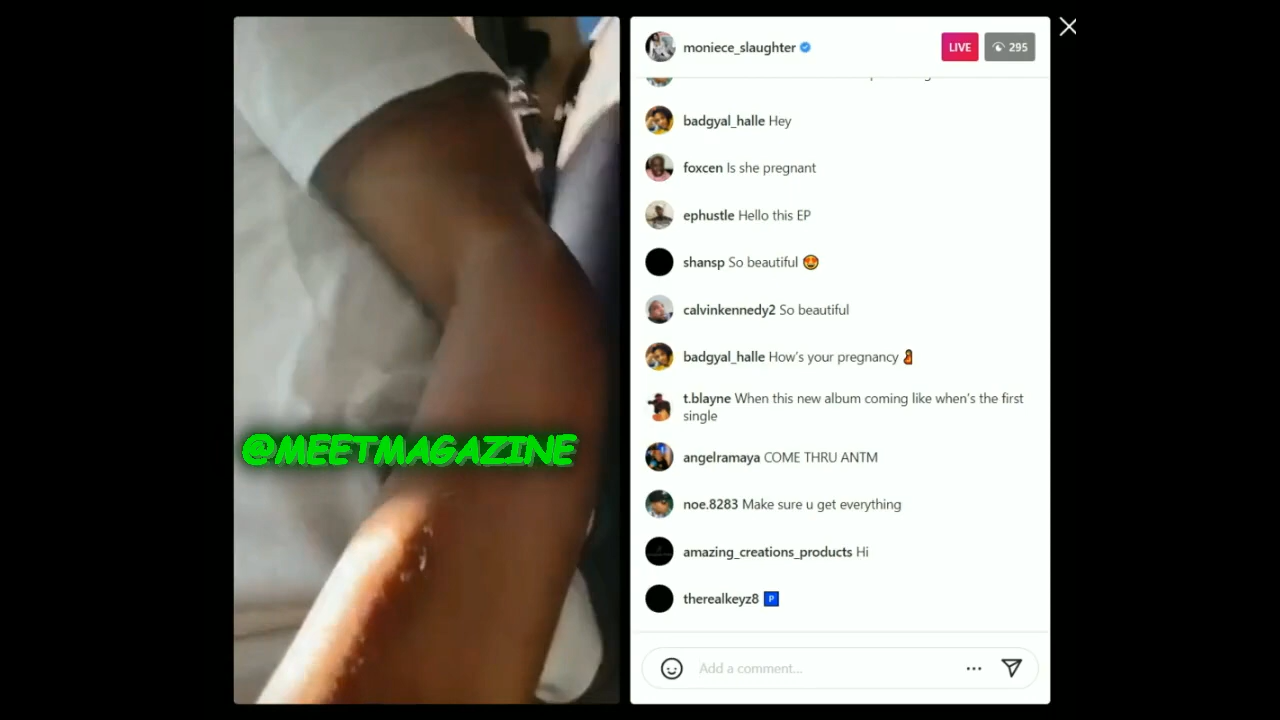 @MEETMAGAZINE
moniece_slaughter
LIVE
295
badgyal_halle Hey
foxcen Is she pregnant
ephustle Hello this EP
shansp So beautiful 😍
calvinkennedy2 So beautiful
badgyal_halle How's your pregnancy 🤰
t.blayne When this new album coming like when's the first
single
angelramaya COME THRU ANTM
noe.8283 Make sure u get everything
amazing_creations_products Hi
therealkeyz8 🅿️
Add a comment...